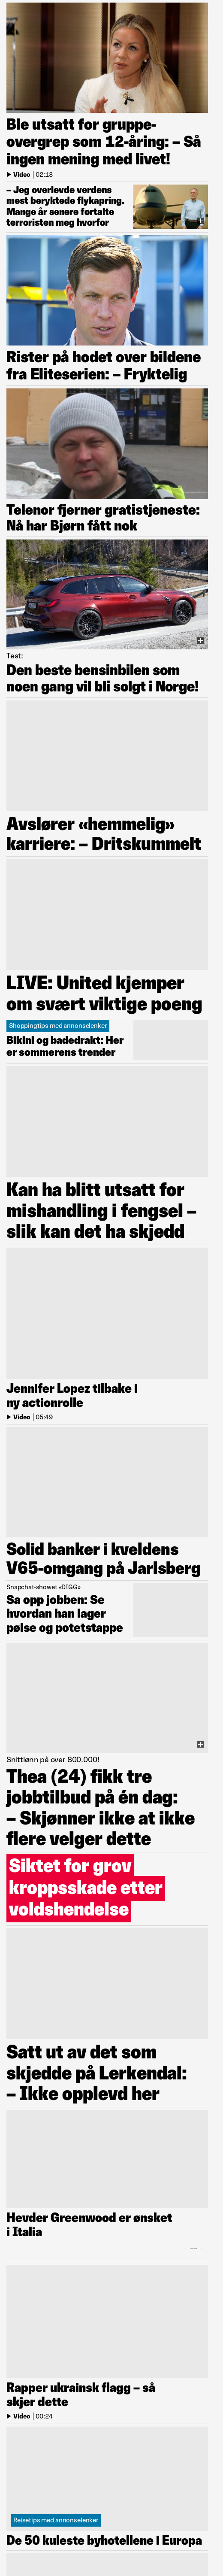 Ble utsatt for gruppe-
overgrep som 12-åring: – Så
ingen mening med livet!
Video | 02:13
– Jeg overlevde verdens
mest beryktede flykapring.
Mange år senere fortalte
terroristen meg hvorfor
Rister på hodet over bildene
fra Eliteserien: – Fryktelig
Telenor fjerner gratistjeneste:
Nå har Bjørn fått nok
Test:
Den beste bensinbilen som
noen gang vil bli solgt i Norge!
Avslører «hemmelig»
karriere: – Dritskummelt
LIVE: United kjemper
om svært viktige poeng
Shoppingtips med annonselenker
Bikini og badedrakt: Her
er sommerens trender
Kan ha blitt utsatt for
mishandling i fengsel –
slik kan det ha skjedd
Jennifer Lopez tilbake i
ny actionrolle
Video | 05:49
Solid banker i kveldens
V65-omgang på Jarlsberg
Snapchat-showet «DIGG»
Sa opp jobben: Se
hvordan han lager
pølse og potetstappe
Snittlønn på over 800.000!
Thea (24) fikk tre
jobbtilbud på én dag:
– Skjønner ikke at ikke
flere velger dette
Siktet for grov
kroppsskade etter
voldshendelse
Satt ut av det som
skjedde på Lerkendal:
– Ikke opplevd her
Hevder Greenwood er ønsket
i Italia
Rapper ukrainsk flagg – så
skjer dette
Video | 00:24
Reisetips med annonselenker
De 50 kuleste byhotellene i Europa